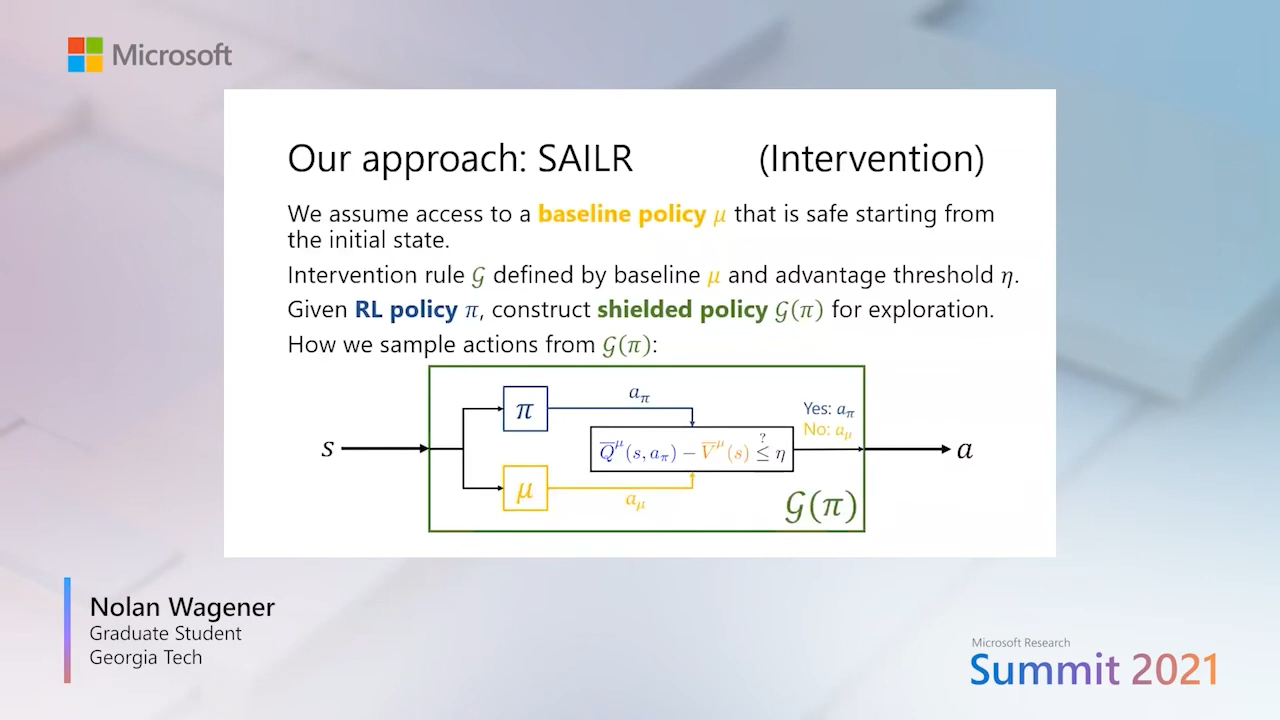 Microsoft
Our approach: SAILR (Intervention)
We assume access to a baseline policy μ that is safe starting from
the initial state.
Intervention rule 𝒢 defined by baseline μ and advantage threshold η.
Given RL policy π, construct shielded policy 𝒢(π) for exploration.
How we sample actions from 𝒢(π):
s
π
μ
a_π
a_μ
Q̅^μ(s, a_π) − V̅^μ(s) ≤? η
Yes: a_π
No: a_μ
a
𝒢(π)
Nolan Wagener
Graduate Student
Georgia Tech
Microsoft Research
Summit 2021